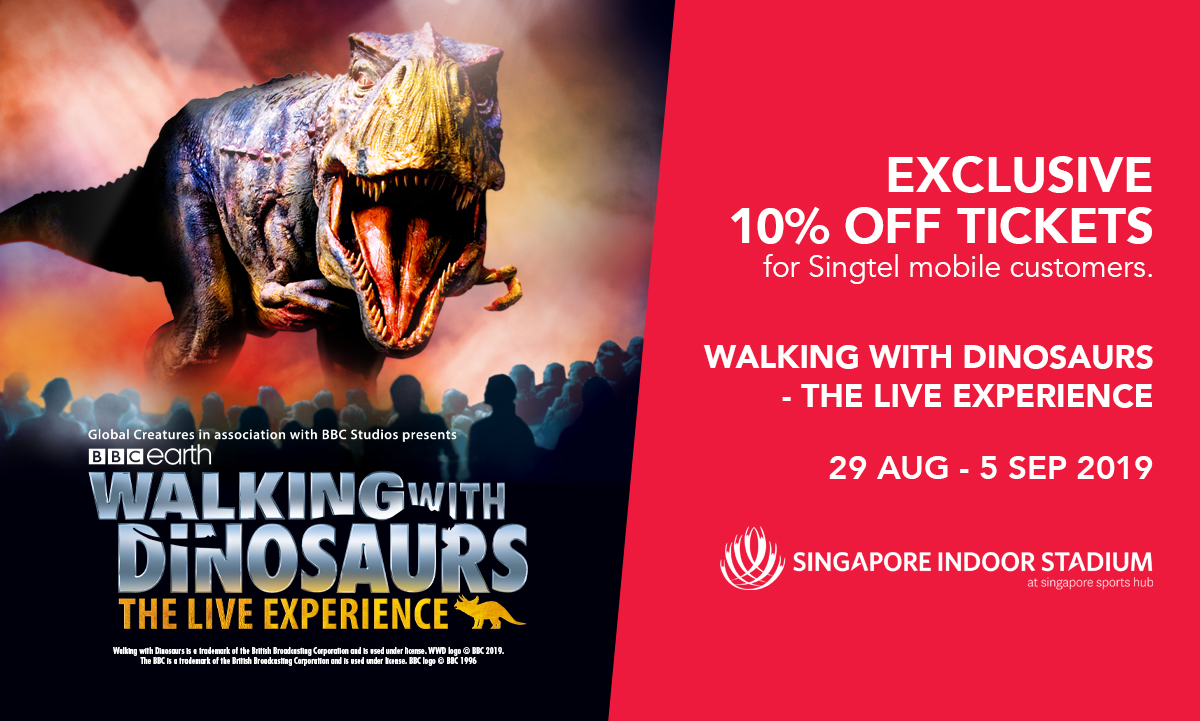 Global Creatures in association with BBC Studios presents
BBC earth
WALKING WITH
DINOSAURS
THE LIVE EXPERIENCE
Walking with Dinosaurs is a trademark of the British Broadcasting Corporation and is used under license. WWD logo © BBC 2019.
The BBC is a trademark of the British Broadcasting Corporation and is used under license. BBC logo © BBC 1996
EXCLUSIVE
10% OFF TICKETS
for Singtel mobile customers.
WALKING WITH DINOSAURS
- THE LIVE EXPERIENCE
29 AUG - 5 SEP 2019
SINGAPORE INDOOR STADIUM
at singapore sports hub